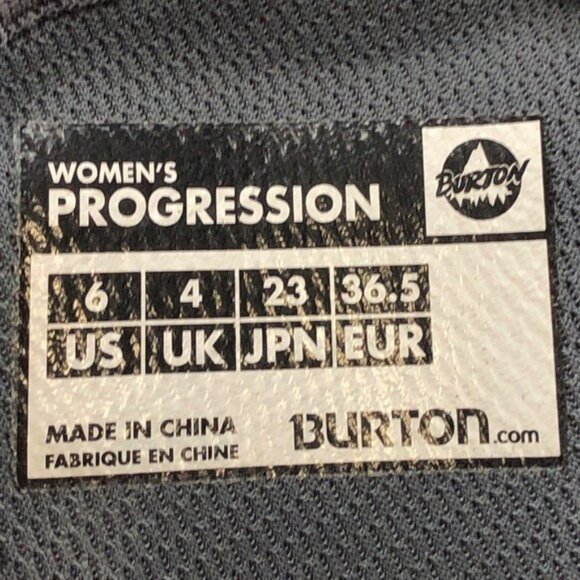 WOMEN'S
PROGRESSION
BURTON
6 4 23 36.5
US UK JPN EUR
MADE IN CHINA
FABRIQUE EN CHINE
BURTON.com